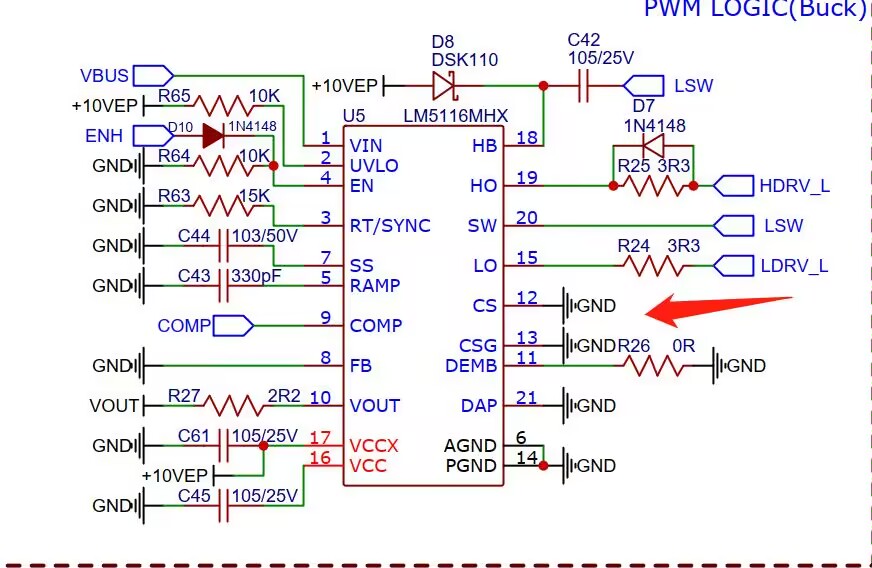 PWM LOGIC(Buck)
D8
DSK110
C42
105/25V
VBUS
+10VEP
LSW
R65 10K
+10VEP
D7
1N4148
U5 LM5116MHX
ENH D10 1N4148
1 VIN
HB 18
R64 10K
GND
2 UVLO
R25 3R3
4 EN
HO 19
HDRV_L
R63 15K
GND
3 RT/SYNC
SW 20
LSW
C44 103/50V
GND
R24 3R3
7 SS
LO 15
LDRV_L
C43 330pF
GND
5 RAMP
CS 12
GND
COMP
9 COMP
CSG 13
GND
R26 0R
GND
8 FB
DEMB 11
GND
R27 2R2
VOUT
10 VOUT
DAP 21
GND
C61 105/25V
GND
17 VCCX
AGND 6
+10VEP
16 VCC
PGND 14
GND
C45 105/25V
GND